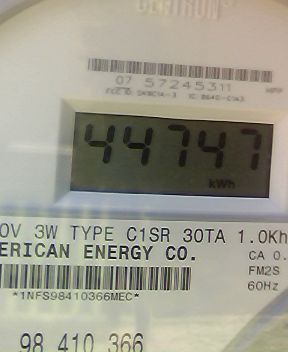 CENTRON
07 57245311
44747
kWh
0V 3W TYPE C1SR 30TA 1.0Kh
ERICAN ENERGY CO.
CA 0.
FM2S
60Hz
*1NFS98410366MEC*
98 410 366